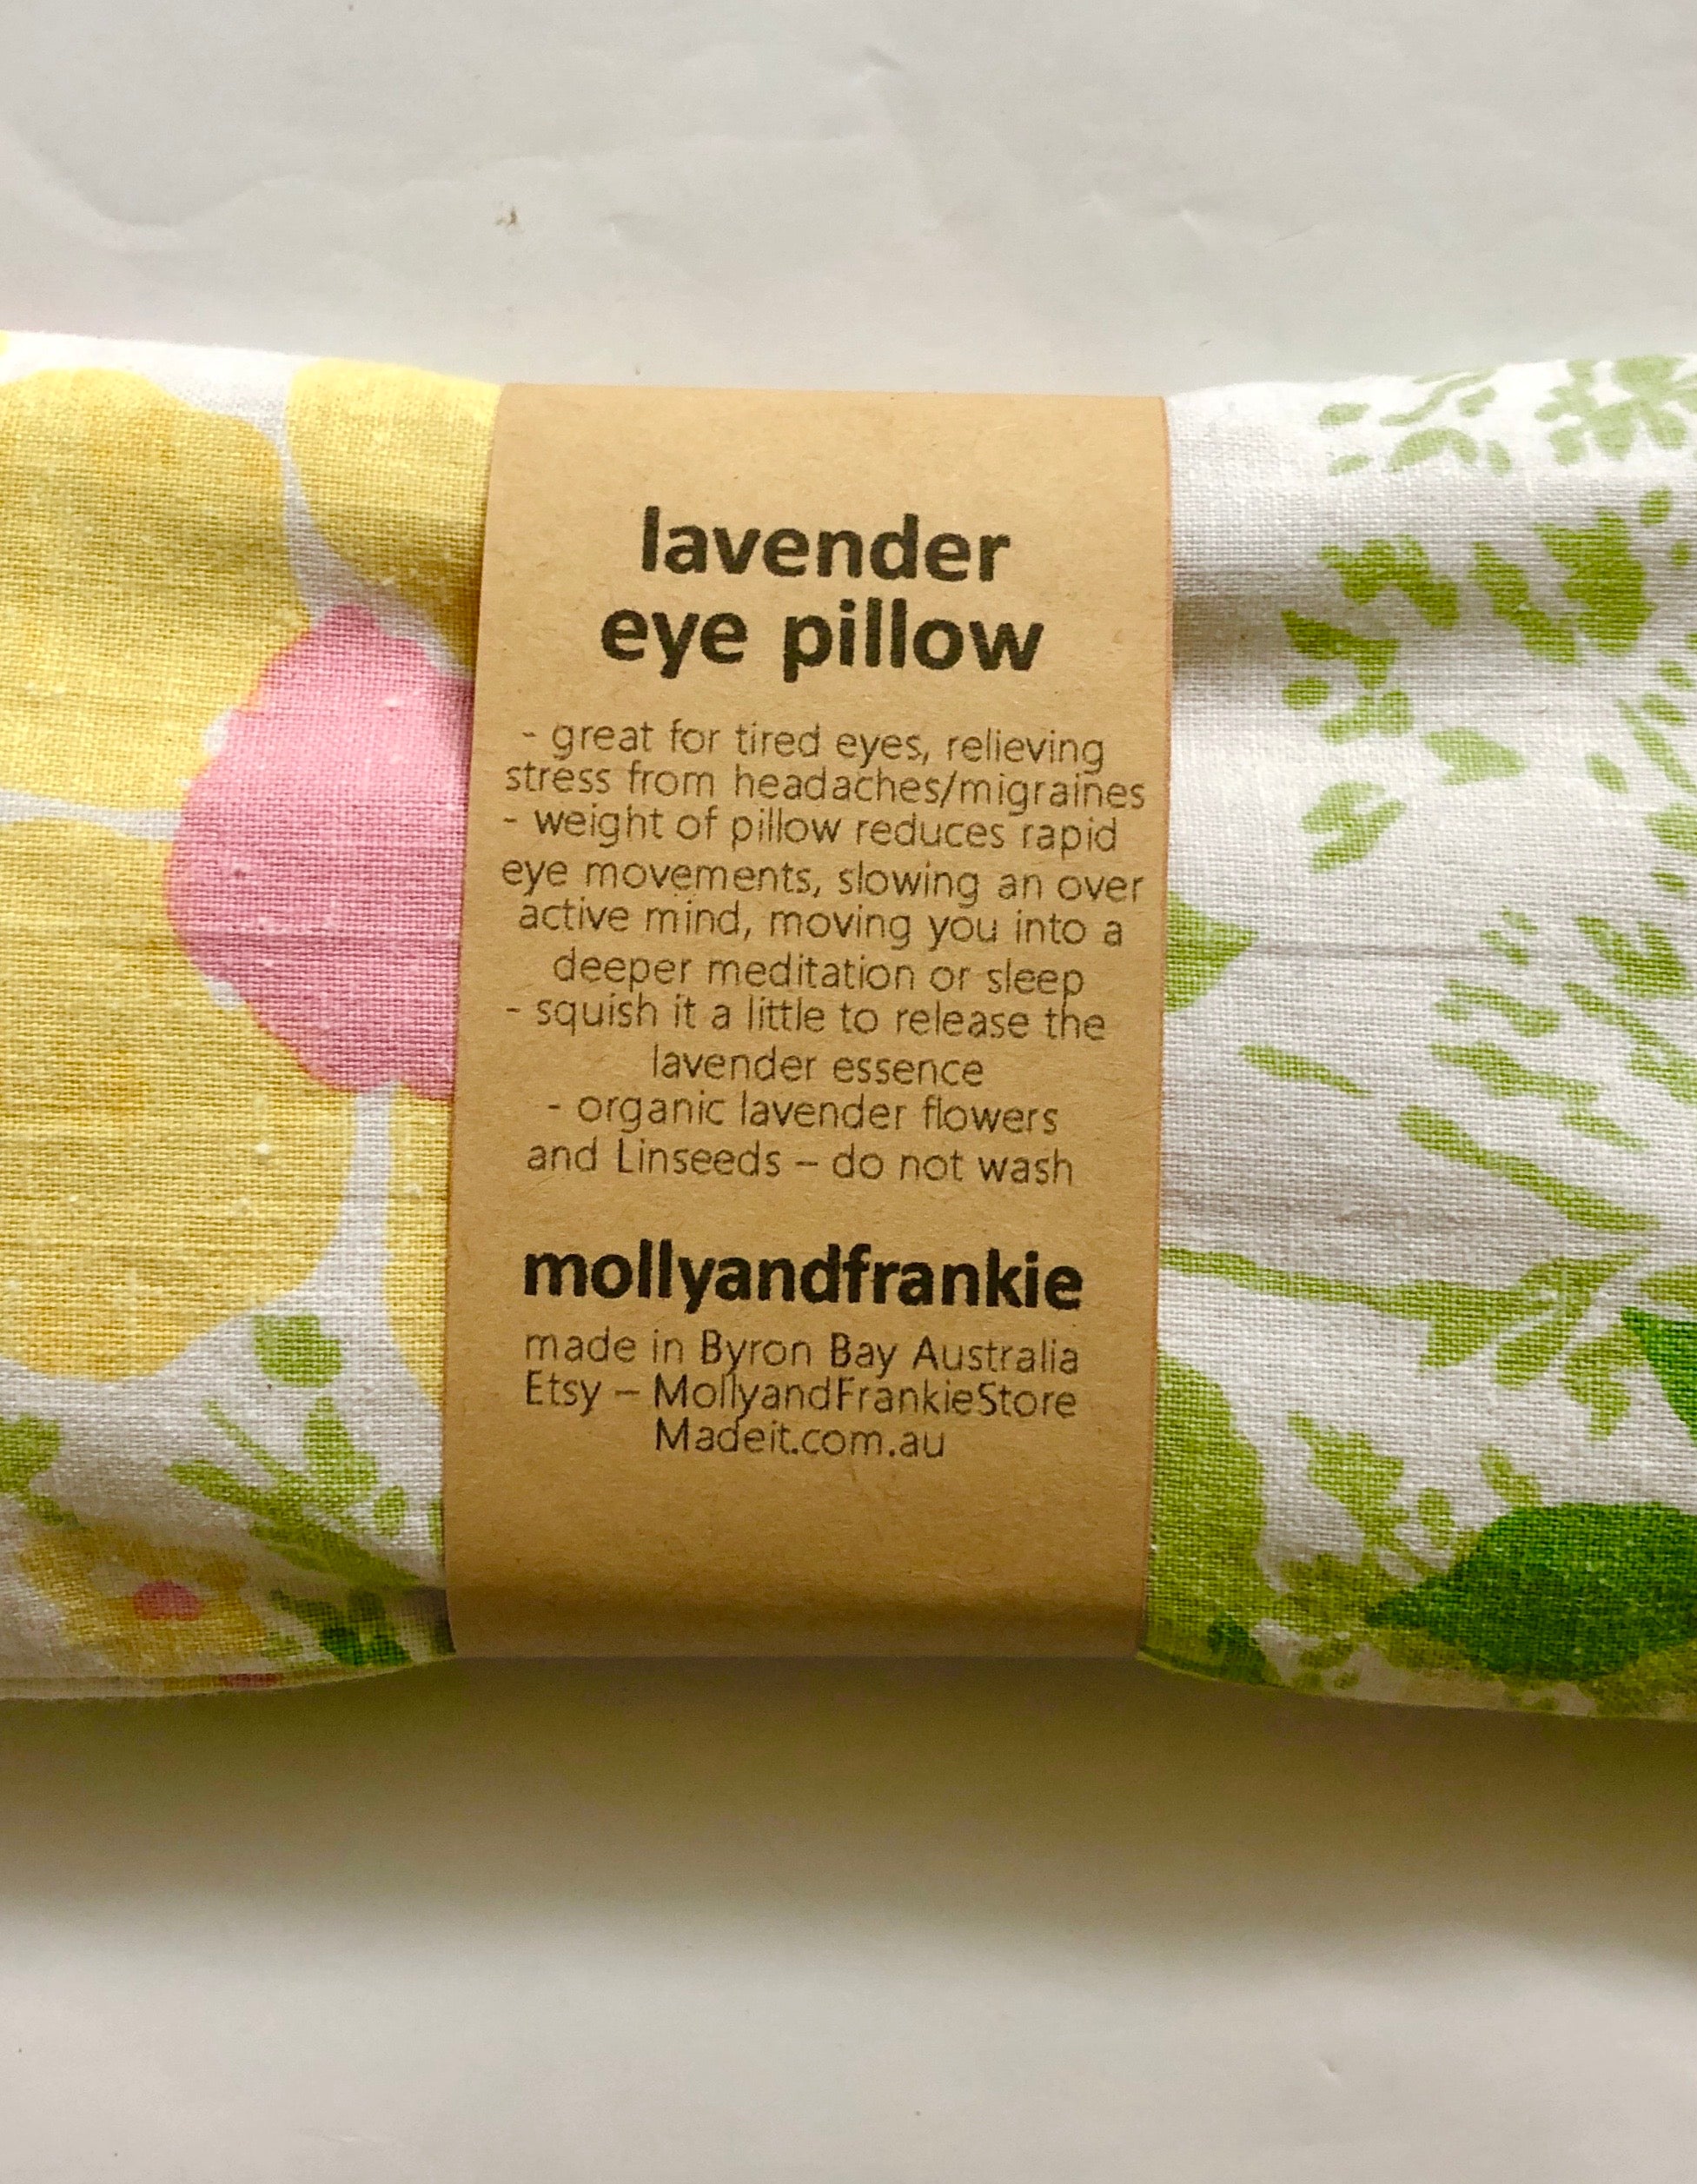 lavender
eye pillow
- great for tired eyes, relieving
stress from headaches/migraines
- weight of pillow reduces rapid
eye movements, slowing an over
active mind, moving you into a
deeper meditation or sleep
- squish it a little to release the
lavender essence
- organic lavender flowers
and Linseeds – do not wash
mollyandfrankie
made in Byron Bay Australia
Etsy – MollyandFrankieStore
Madeit.com.au